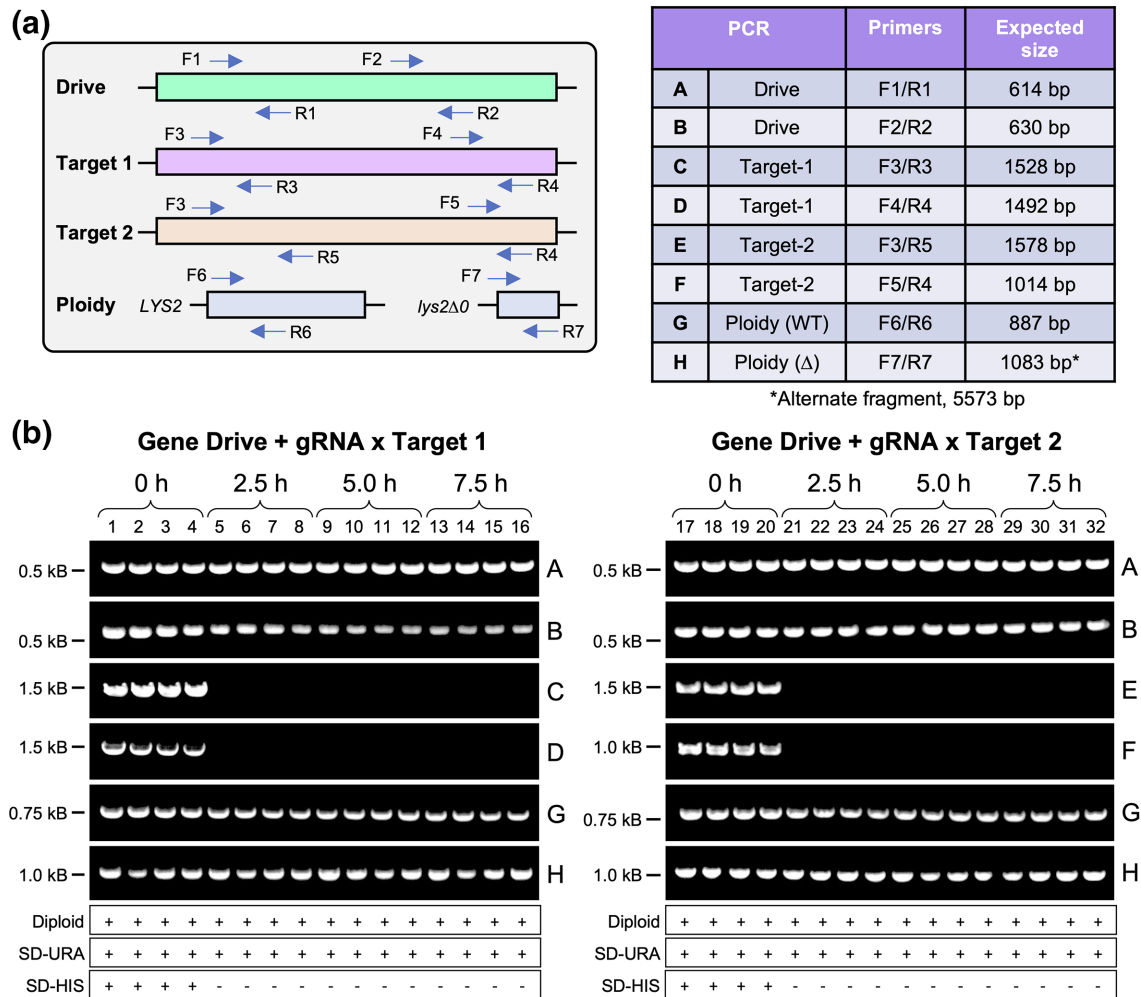 (a)
F1
F2
Drive
R1
R2
F3
F4
Target 1
R3
R4
F3
F5
Target 2
R5
R4
F6
F7
Ploidy
LYS2
lys2Δ0
R6
R7
PCR Primers Expected size
A Drive F1/R1 614 bp
B Drive F2/R2 630 bp
C Target-1 F3/R3 1528 bp
D Target-1 F4/R4 1492 bp
E Target-2 F3/R5 1578 bp
F Target-2 F5/R4 1014 bp
G Ploidy (WT) F6/R6 887 bp
H Ploidy (Δ) F7/R7 1083 bp*
*Alternate fragment, 5573 bp
(b)
Gene Drive + gRNA x Target 1
0 h 2.5 h 5.0 h 7.5 h
1 2 3 4 5 6 7 8 9 10 11 12 13 14 15 16
0.5 kB A
0.5 kB B
1.5 kB C
1.5 kB D
0.75 kB G
1.0 kB H
Diploid + + + + + + + + + + + + + + + +
SD-URA + + + + + + + + + + + + + + + +
SD-HIS + + + + - - - - - - - - - - - -
Gene Drive + gRNA x Target 2
0 h 2.5 h 5.0 h 7.5 h
17 18 19 20 21 22 23 24 25 26 27 28 29 30 31 32
0.5 kB A
0.5 kB B
1.5 kB E
1.0 kB F
0.75 kB G
1.0 kB H
Diploid + + + + + + + + + + + + + + + +
SD-URA + + + + + + + + + + + + + + + +
SD-HIS + + + + - - - - - - - - - - - -